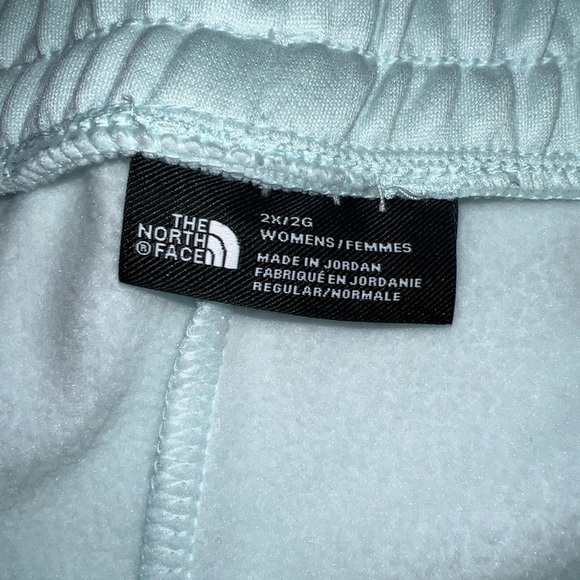 THE
NORTH
® FACE
2X/2G
WOMENS/FEMMES
MADE IN JORDAN
FABRIQUÉ EN JORDANIE
REGULAR/NORMALE